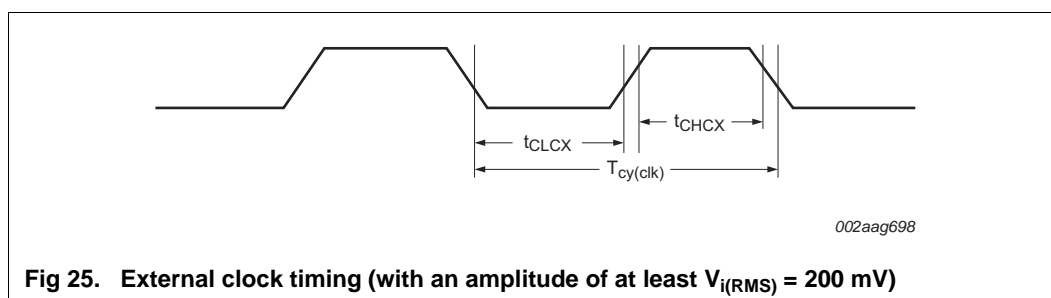 tCHCX
tCLCX
Tcy(clk)
002aag698
Fig 25. External clock timing (with an amplitude of at least Vi(RMS) = 200 mV)